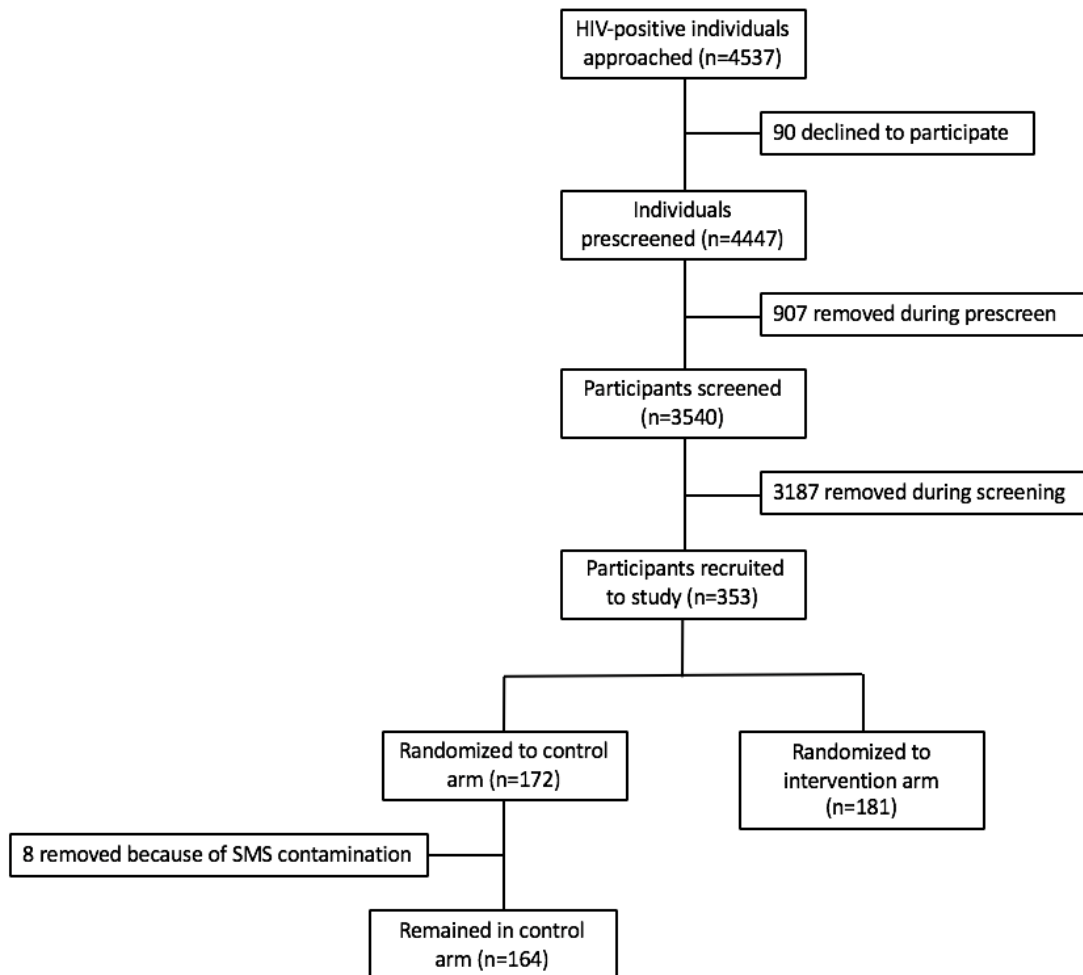 HIV-positive individuals
approached (n=4537)
90 declined to participate
Individuals
prescreened (n=4447)
907 removed during prescreen
Participants screened
(n=3540)
3187 removed during screening
Participants recruited
to study (n=353)
Randomized to control
arm (n=172)
Randomized to
intervention arm
(n=181)
8 removed because of SMS contamination
Remained in control
arm (n=164)